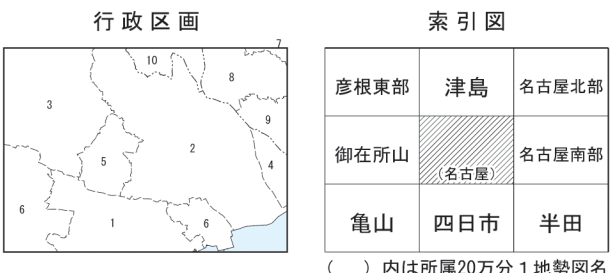 行政区画
7
10
8
3
9
2
5
4
6
1
6
索引図
彦根東部 津島 名古屋北部
御在所山 (名古屋) 名古屋南部
亀山 四日市 半田
( )内は所属20万分1地勢図名